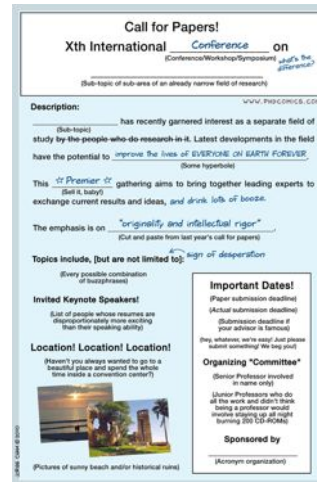 Call for Papers!
Xth International Conference on
(Conference/Workshop/Symposium)
what's the difference?
(Sub-topic of sub-area of an already narrow field of research)
WWW.PHDCOMICS.COM
Description:
has recently garnered interest as a separate field of
(Sub-topic)
study by the people who do research in it. Latest developments in the field
have the potential to improve the lives of EVERYONE ON EARTH FOREVER.
(Some hyperbole)
This ☆ Premier ☆ gathering aims to bring together leading experts to
(Sell it, baby!)
exchange current results and ideas, and drink lots of booze.
The emphasis is on "originality and intellectual rigor".
(Cut and paste from last year's call for papers)
Topics include, [but are not limited to]: sign of desperation
(Every possible combination
of buzzphrases)
Invited Keynote Speakers!
(List of people whose resumes are
disproportionately more exciting
than their speaking ability)
Location! Location! Location!
(Haven't you always wanted to go to a
beautiful place and spend the whole
time inside a convention center?)
(Pictures of sunny beach and/or historical ruins)
Important Dates!
(Paper submission deadline)
(Actual submission deadline)
(Submission deadline if
your advisor is famous)
(hey, whatever, we're easy! Just please
submit something! We beg you!)
Organizing "Committee"
(Senior Professor involved
in name only)
(Junior Professors who do
all the work and didn't think
being a professor would
involve staying up all night
burning 200 CD-ROMs)
Sponsored by
(Acronym organization)